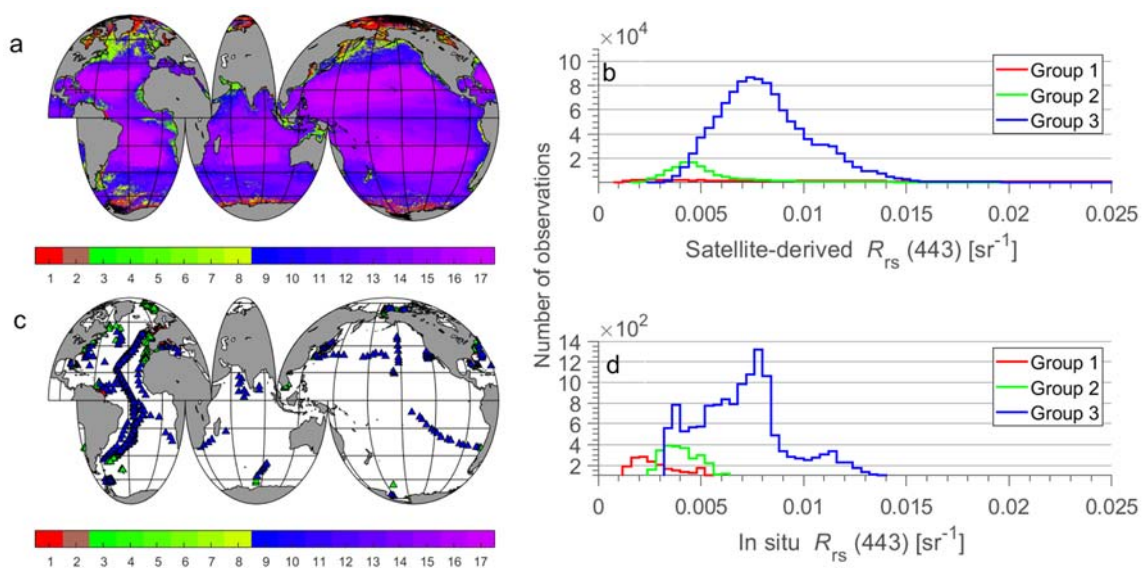 a
1 2 3 4 5 6 7 8 9 10 11 12 13 14 15 16 17
c
1 2 3 4 5 6 7 8 9 10 11 12 13 14 15 16 17
Number of observations
×10⁴
b
10
8
6
4
2
Group 1
Group 2
Group 3
0 0.005 0.01 0.015 0.02 0.025
Satellite-derived Rrs (443) [sr⁻¹]
×10²
d
14
12
10
8
6
4
2
Group 1
Group 2
Group 3
0 0.005 0.01 0.015 0.02 0.025
In situ Rrs (443) [sr⁻¹]